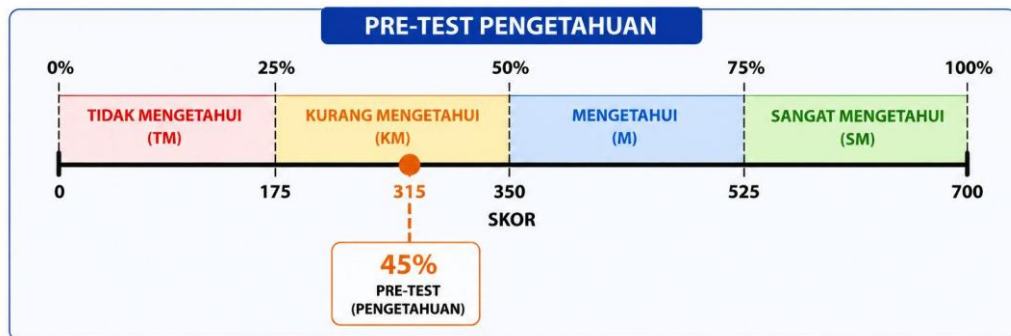 PRE-TEST PENGETAHUAN
0% 25% 50% 75% 100%
TIDAK MENGETAHUI KURANG MENGETAHUI MENGETAHUI SANGAT MENGETAHUI
(TM) (KM) (M) (SM)
0 175 315 350 525 700
SKOR
45%
PRE-TEST
(PENGETAHUAN)